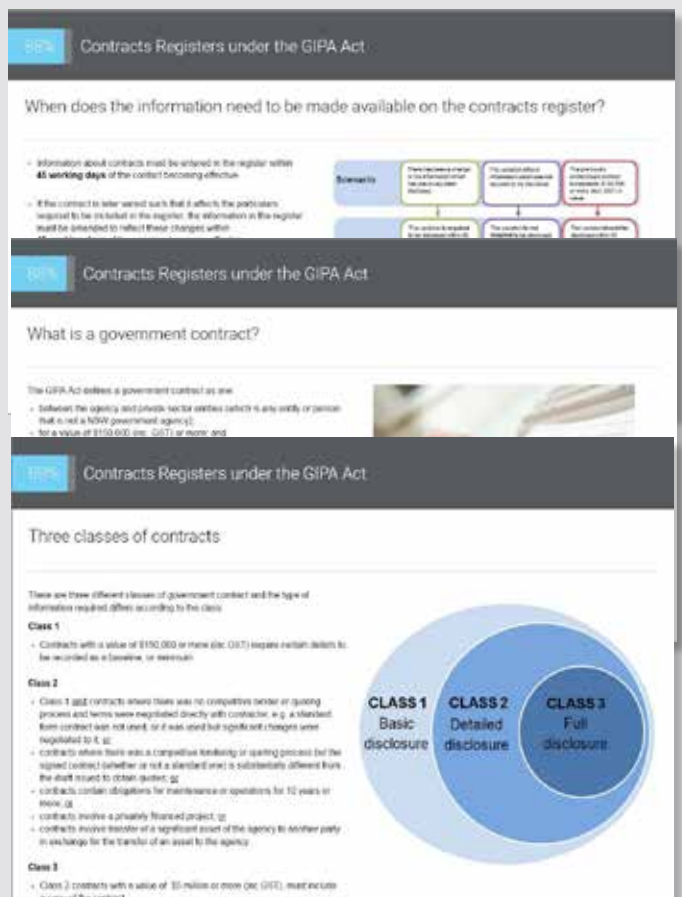 88% Contracts Registers under the GIPA Act
When does the information need to be made available on the contracts register?
- Information about contracts must be entered in the register within
45 working days of the contract becoming effective
- If the contract is later varied such that it affects the particulars
required to be included in the register, the information in the register
must be amended to reflect these changes within
Scenario
88% Contracts Registers under the GIPA Act
What is a government contract?
The GIPA Act defines a government contract as one
- between the agency and private sector entities (which is any entity or person
that is not a NSW government agency);
- for a value of $150,000 (inc. GST) or more; and
Contracts Registers under the GIPA Act
Three classes of contracts
There are three different classes of government contract and the type of
information required differs according to the class
Class 1
- Contracts with a value of $150,000 or more (inc. GST) require certain details to
be recorded as a baseline, or minimum
Class 2
- Class 1 and contracts where there was no competitive tender or quoting
process and terms were negotiated directly with contractor, e.g. a standard
form contract was not used, or it was used but significant changes were
negotiated to it; or
- contracts where there was a competitive tendering or quoting process but the
signed contract (whether or not a standard one) is substantially different from
the draft issued to obtain quotes; or
- contracts contain obligations for maintenance or operations for 10 years or
more; or
- contracts involve a privately financed project; or
- contracts involve transfer of a significant asset of the agency to another party
in exchange for the transfer of an asset to the agency
Class 3
- Class 2 contracts with a value of million or more (inc GST), must include
CLASS 1
Basic
disclosure
CLASS 2
Detailed
disclosure
CLASS 3
Full
disclosure